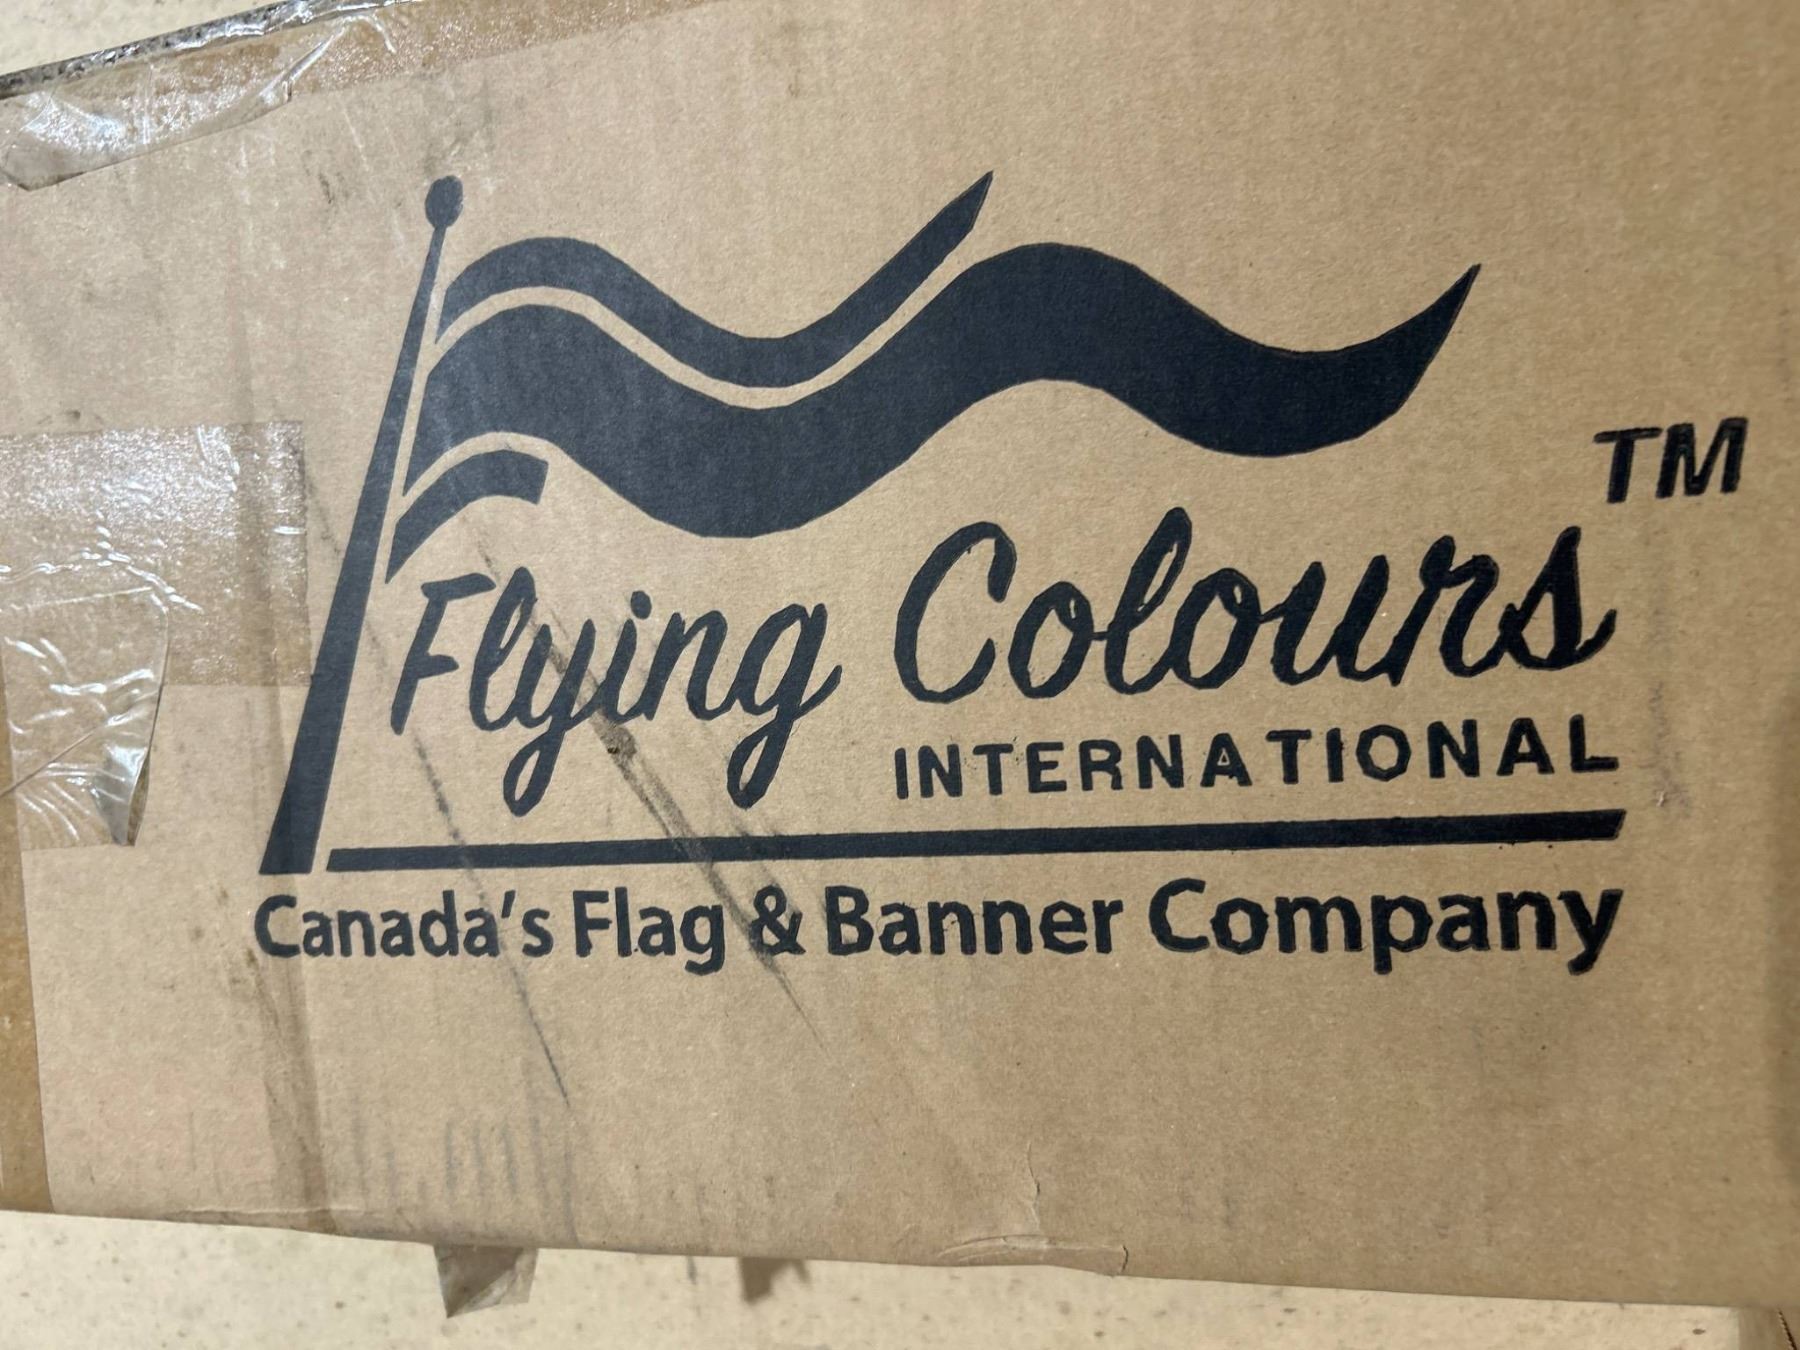 Flying Colours TM
INTERNATIONAL
Canada's Flag & Banner Company